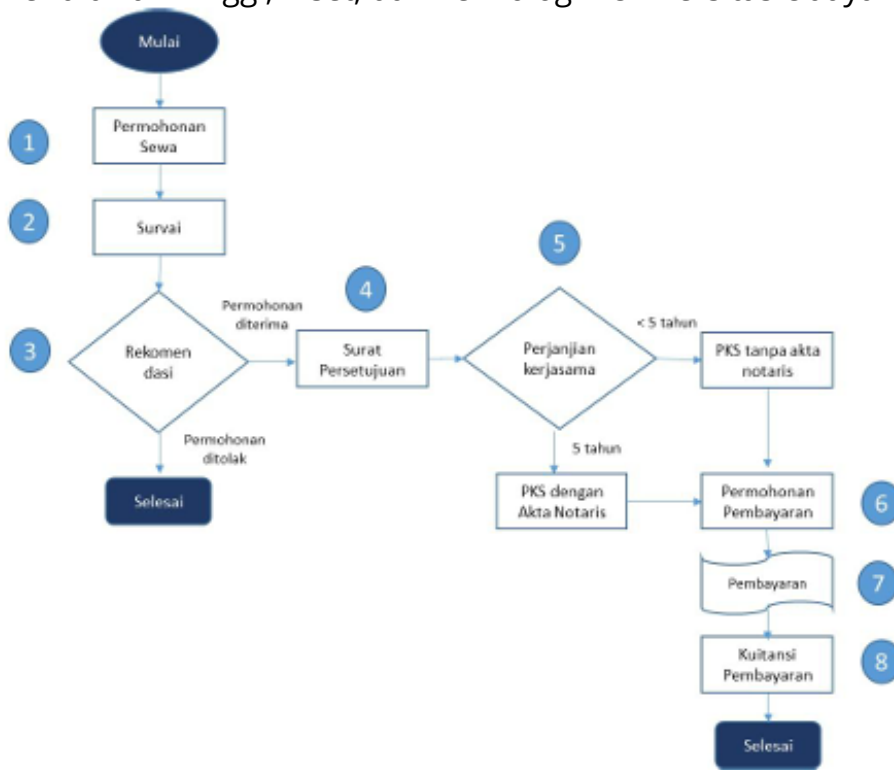 Mulai
1
Permohonan
Sewa
2
Survai
3
Rekomen
dasi
Permohonan
diterima
Permohonan
ditolak
Selesai
4
Surat
Persetujuan
5
Perjanjian
kerjasama
< 5 tahun
PKS tanpa akta
notaris
5 tahun
PKS dengan
Akta Notaris
Permohonan
Pembayaran
6
Pembayaran
7
Kuitansi
Pembayaran
8
Selesai